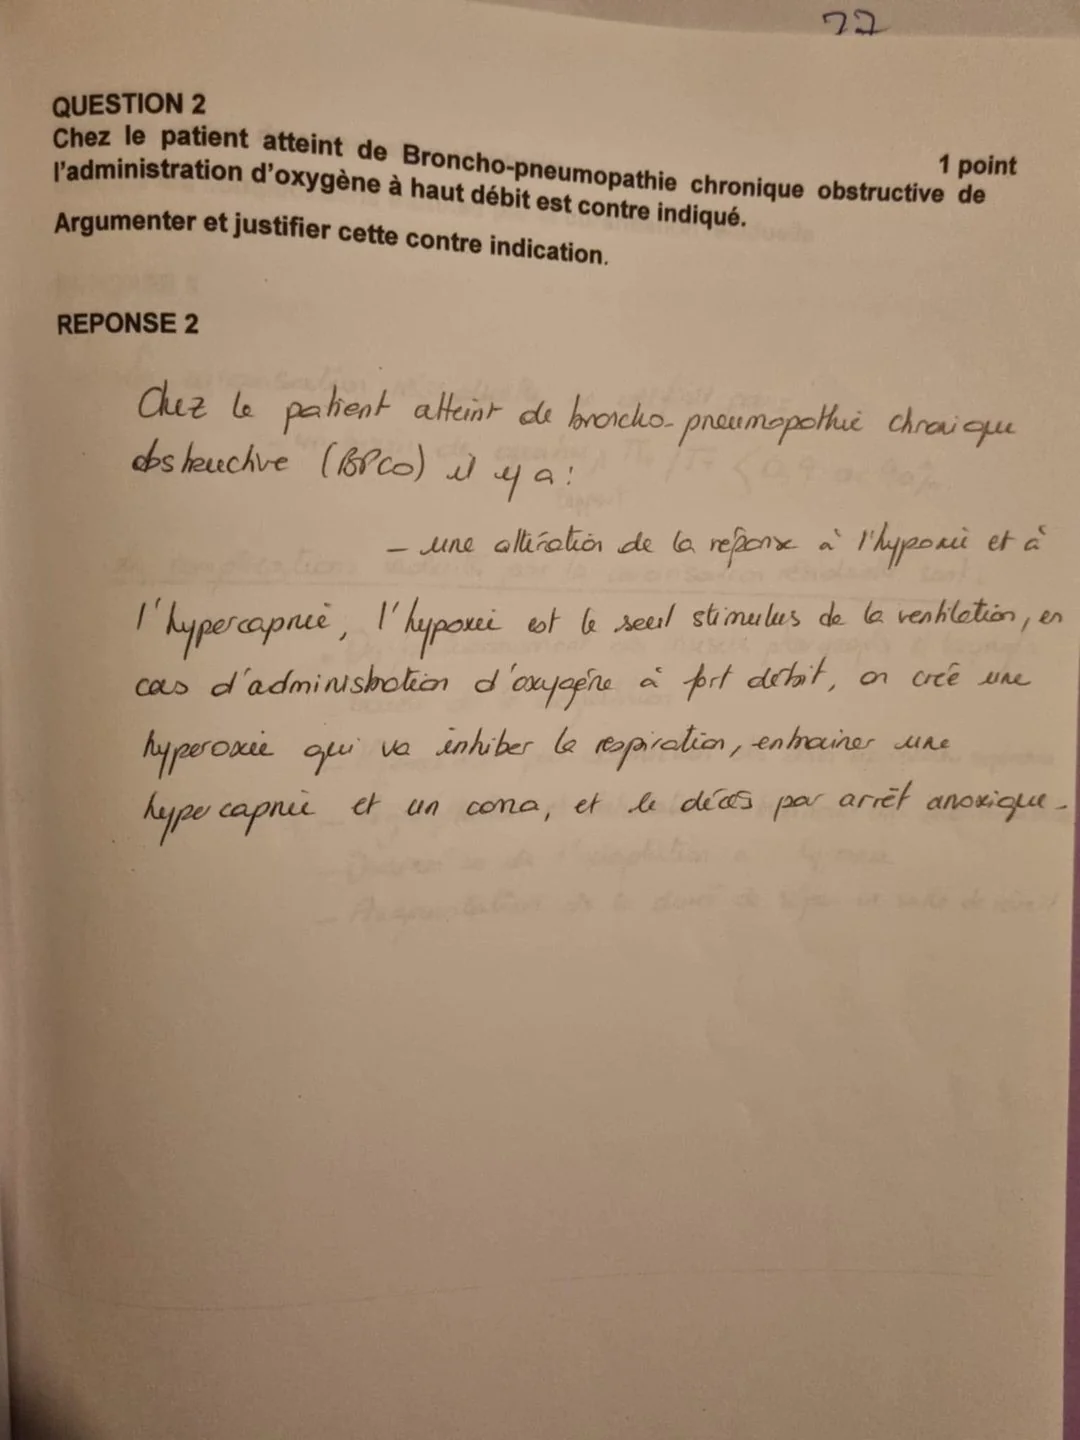 77
QUESTION 2
1 point
Chez le patient atteint de Broncho-pneumopathie chronique obstructive de
l'administration d'oxygène à haut débit est contre indiqué.
Argumenter et justifier cette contre indication.
REPONSE 2
Chez le patient atteint de broncho-pneumopathie chronique
obstructive (BPCO) il y a :
- une altération de la réponse à l'hypoxie et à
l'hypercapnie, l'hypoxie est le seul stimulus de la ventilation, en
cas d'administration d'oxygène à fort débit, on crée une
hyperoxie qui va inhiber la respiration, entrainer une
hypercapnie et un coma, et le décès par arrêt anoxique.